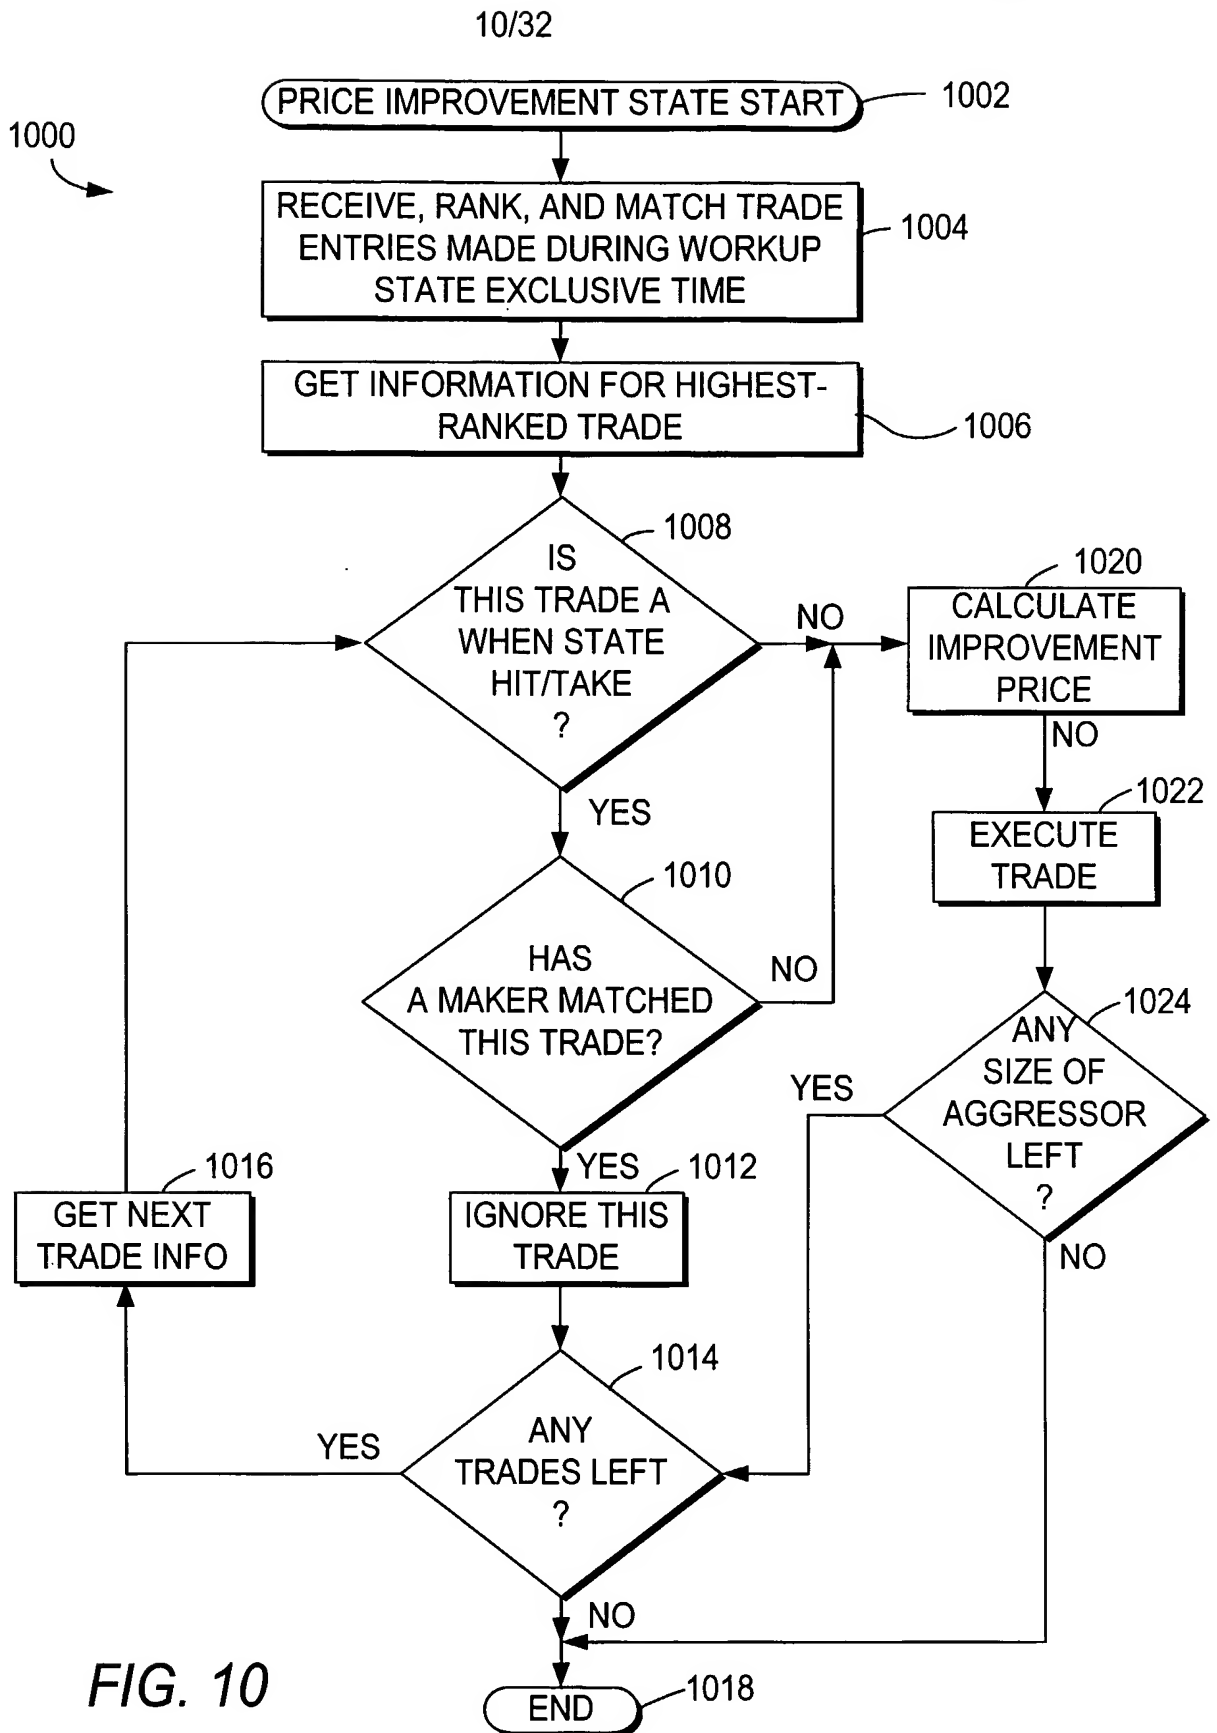 10/32
PRICE IMPROVEMENT STATE START
1002
1000
RECEIVE, RANK, AND MATCH TRADE
ENTRIES MADE DURING WORKUP
STATE EXCLUSIVE TIME
1004
GET INFORMATION FOR HIGHEST-
RANKED TRADE
1006
1008
IS
THIS TRADE A
WHEN STATE
HIT/TAKE
?
NO
YES
1020
CALCULATE
IMPROVEMENT
PRICE
NO
1022
EXECUTE
TRADE
1010
HAS
A MAKER MATCHED
THIS TRADE?
NO
YES
1024
ANY
SIZE OF
AGGRESSOR
LEFT
?
YES
NO
1016
GET NEXT
TRADE INFO
1012
IGNORE THIS
TRADE
1014
ANY
TRADES LEFT
?
YES
NO
END
1018
FIG. 10